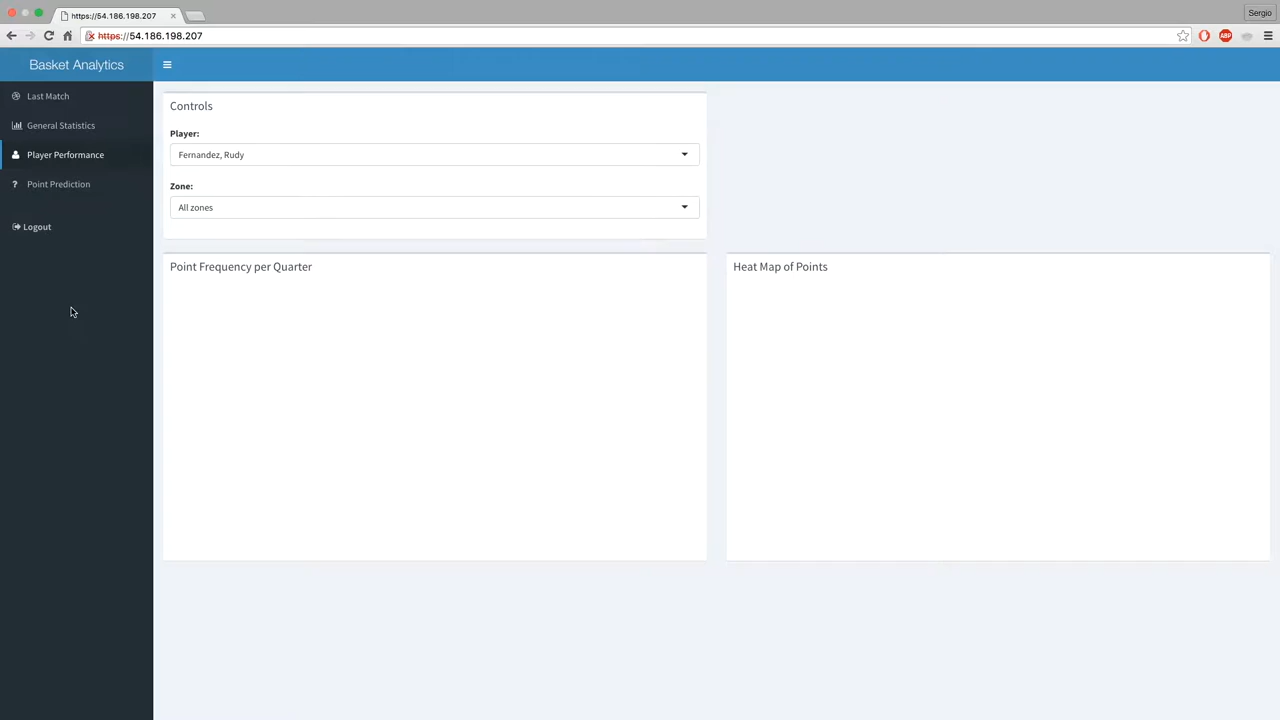 https://54.186.198.207
Sergio
https://54.186.198.207
ABP
Basket Analytics
Last Match
General Statistics
Player Performance
Point Prediction
Logout
Controls
Player:
Fernandez, Rudy
Zone:
All zones
Point Frequency per Quarter
Heat Map of Points